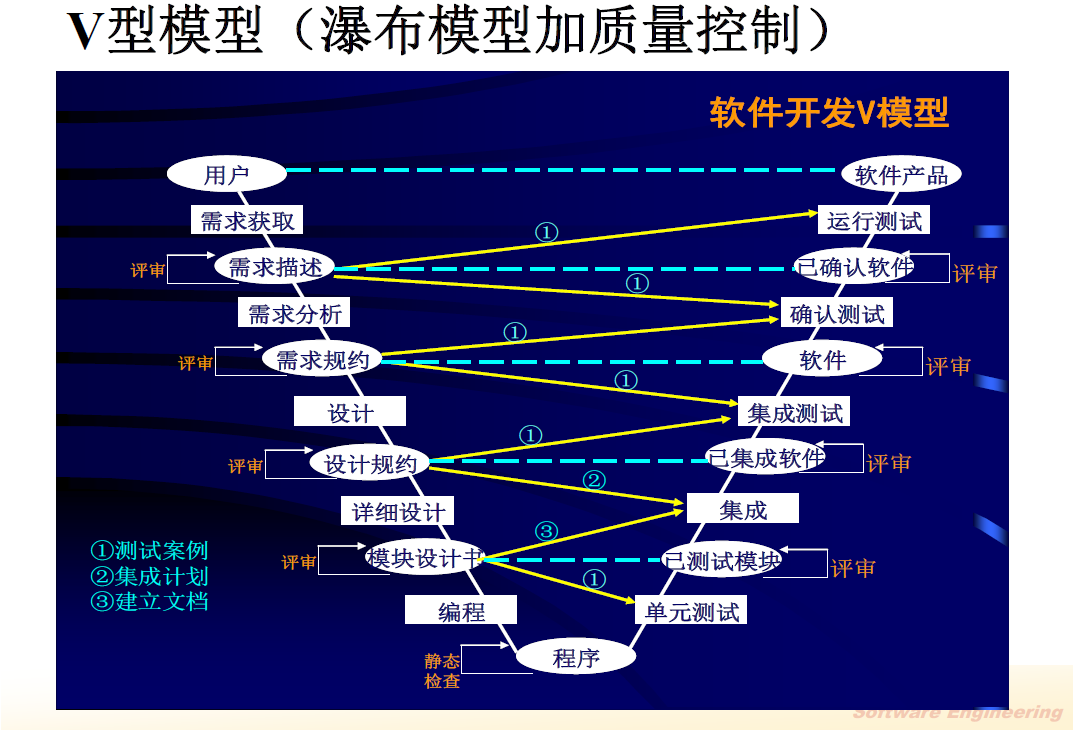 V型模型（瀑布模型加质量控制）
软件开发V模型
用户
软件产品
需求获取
运行测试
①
评审
需求描述
已确认软件
评审
①
需求分析
确认测试
①
评审
需求规约
软件
评审
①
设计
集成测试
①
评审
设计规约
已集成软件
评审
②
详细设计
集成
③
①测试案例
②集成计划
③建立文档
评审
模块设计书
已测试模块
评审
①
编程
单元测试
静态
检查
程序
Software Engineering